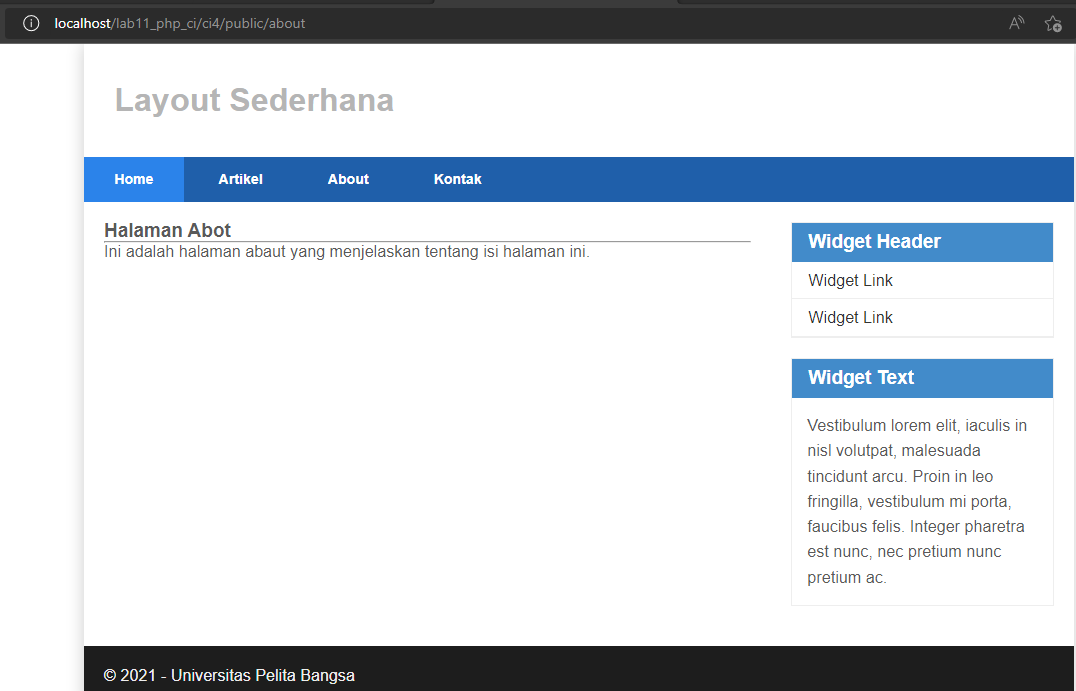 localhost/lab11_php_ci/ci4/public/about
Layout Sederhana
Home Artikel About Kontak
Halaman Abot
Ini adalah halaman abaut yang menjelaskan tentang isi halaman ini.
Widget Header
Widget Link
Widget Link
Widget Text
Vestibulum lorem elit, iaculis in
nisl volutpat, malesuada
tincidunt arcu. Proin in leo
fringilla, vestibulum mi porta,
faucibus felis. Integer pharetra
est nunc, nec pretium nunc
pretium ac.
© 2021 - Universitas Pelita Bangsa